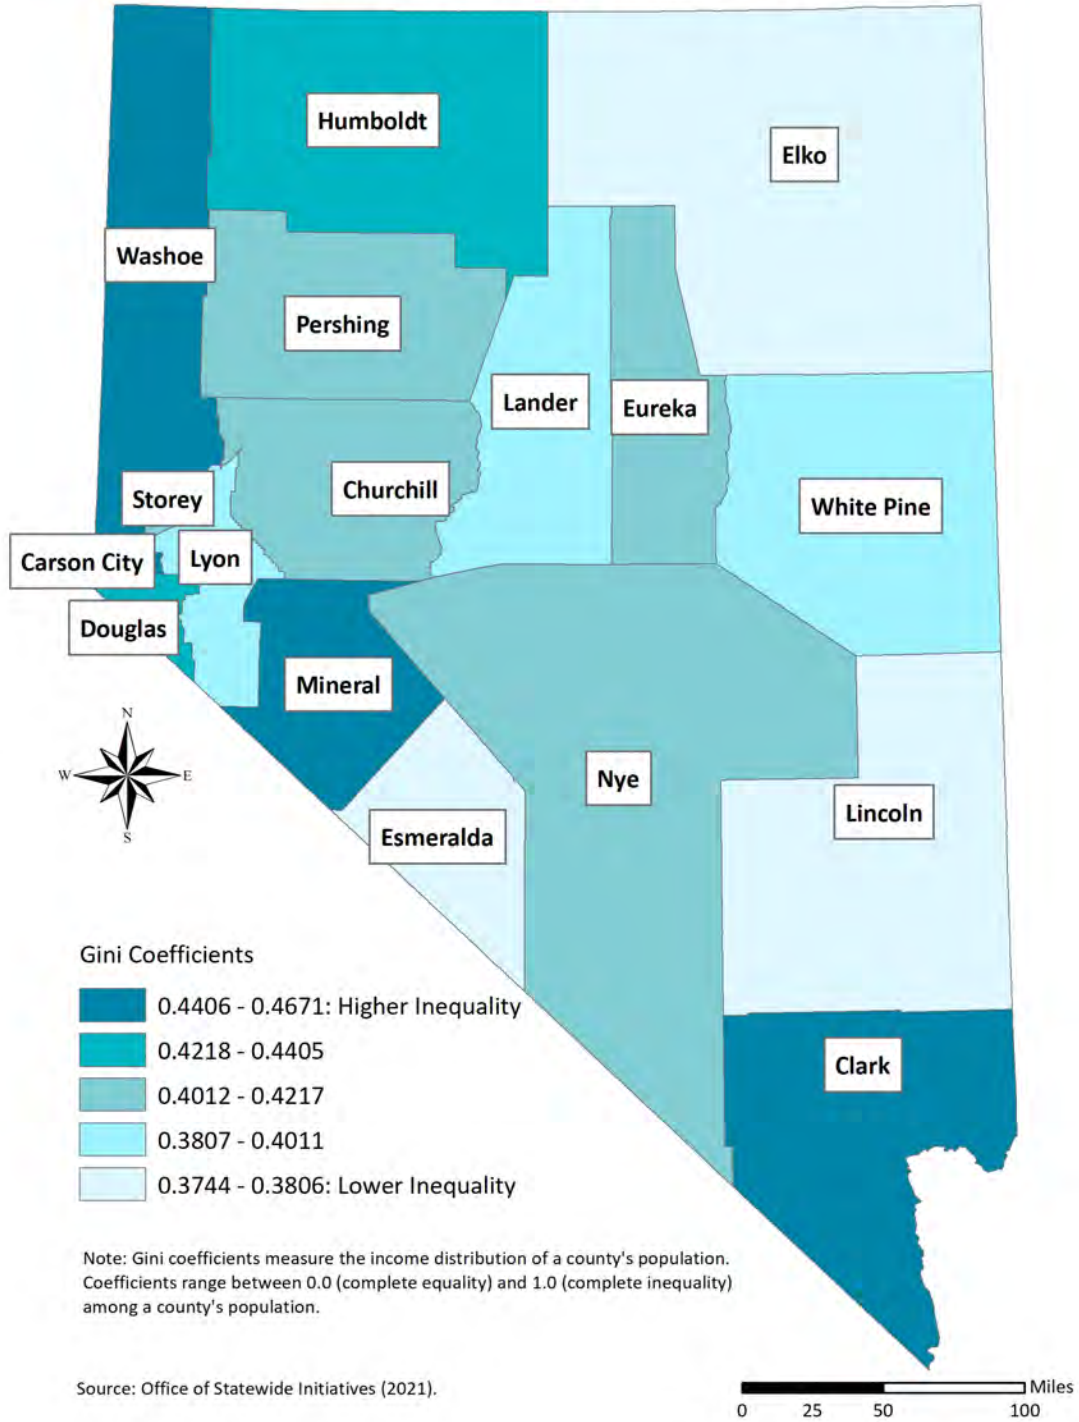 Humboldt
Elko
Washoe
Pershing
Lander
Eureka
Churchill
Storey
White Pine
Carson City
Lyon
Douglas
Mineral
N
W
E
S
Nye
Lincoln
Esmeralda
Gini Coefficients
0.4406 - 0.4671: Higher Inequality
0.4218 - 0.4405
0.4012 - 0.4217
0.3807 - 0.4011
0.3744 - 0.3806: Lower Inequality
Clark
Note: Gini coefficients measure the income distribution of a county's population.
Coefficients range between 0.0 (complete equality) and 1.0 (complete inequality)
among a county's population.
Source: Office of Statewide Initiatives (2021).
Miles
0 25 50 100